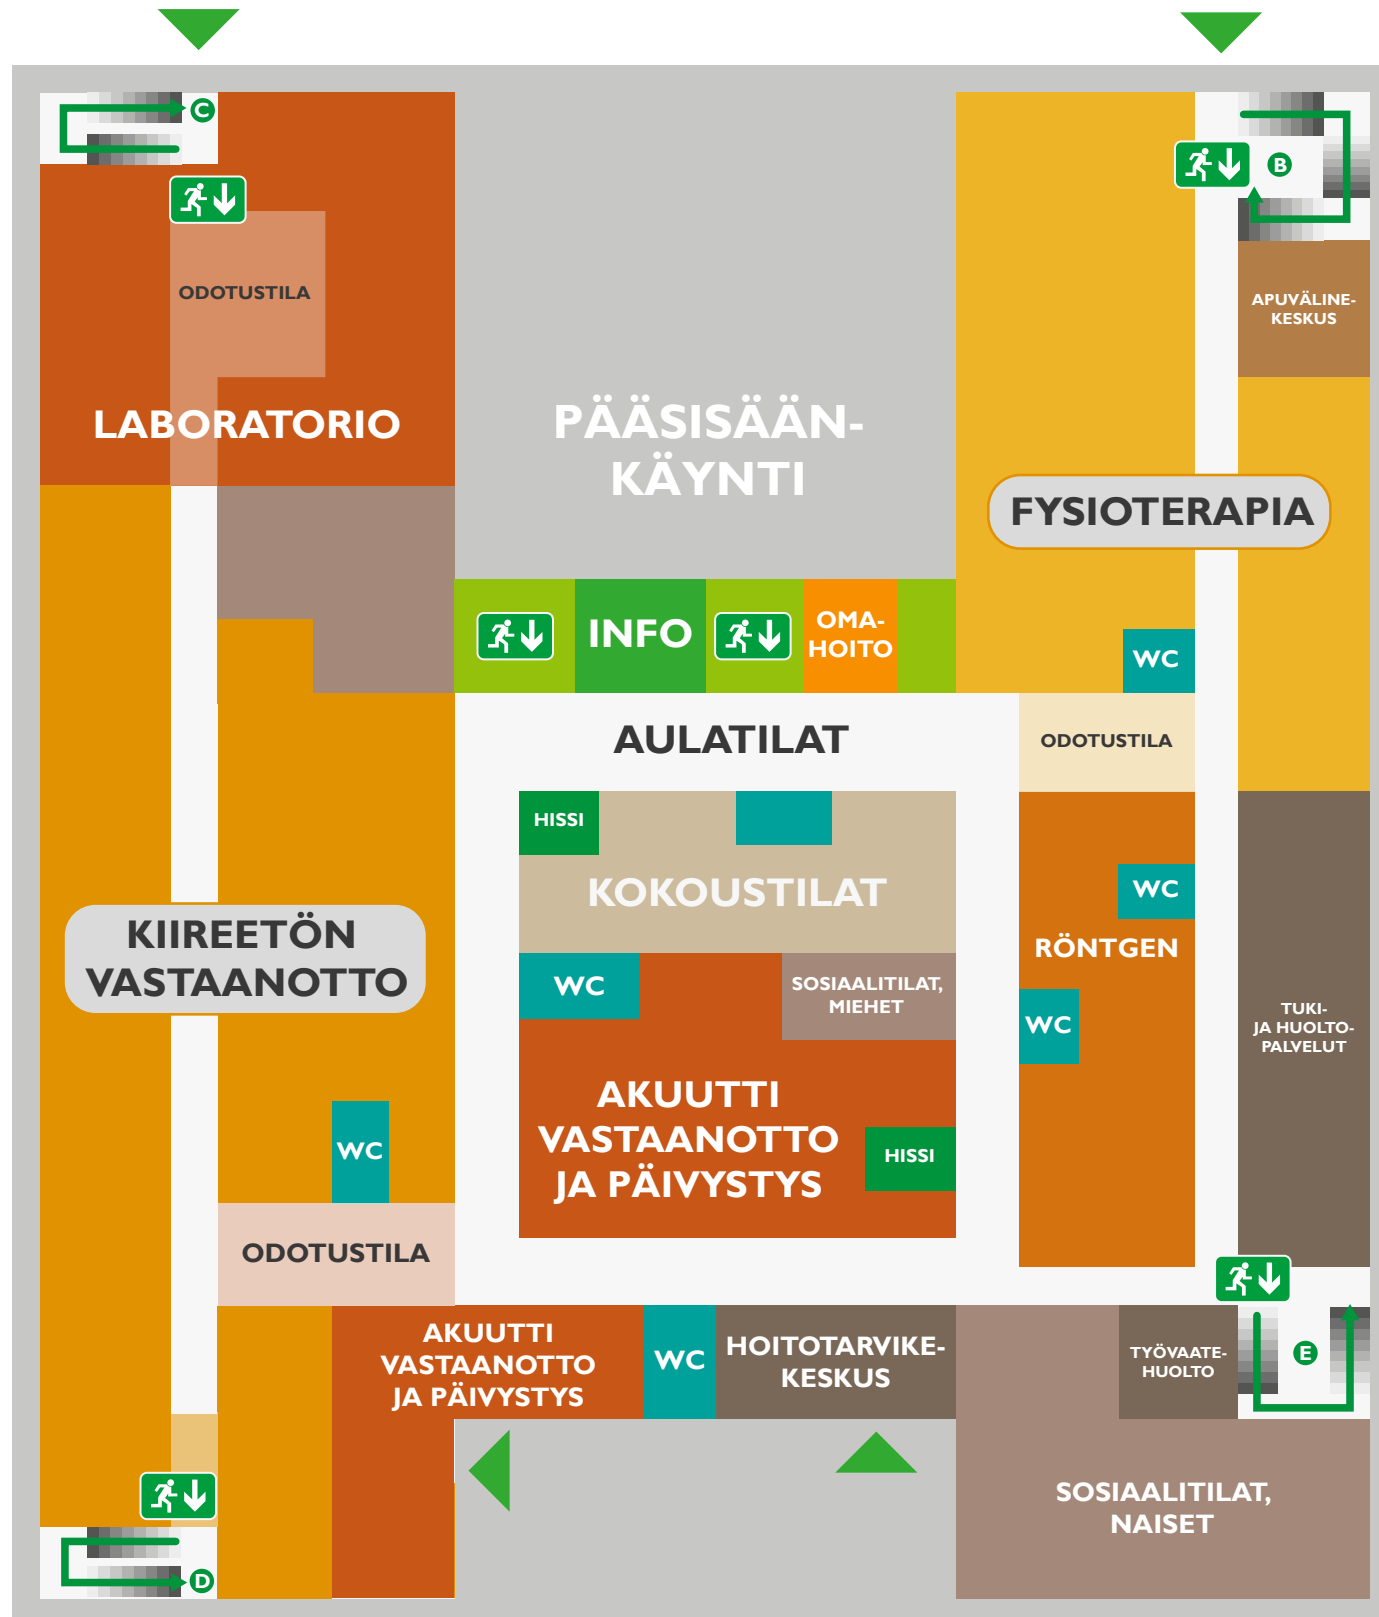 C
B
ODOTUSTILA
APUVÄLINE-
KESKUS
LABORATORIO
PÄÄSISÄÄN-
KÄYNTI
FYSIOTERAPIA
INFO
OMA-
HOITO
WC
AULATILAT
ODOTUSTILA
HISSI
KOKOUSTILAT
WC
RÖNTGEN
KIIREETÖN
VASTAANOTTO
WC
SOSIAALITILAT,
MIEHET
WC
TUKI-
JA HUOLTO-
PALVELUT
AKUUTTI
VASTAANOTTO
JA PÄIVYSTYS
HISSI
WC
ODOTUSTILA
AKUUTTI
VASTAANOTTO
JA PÄIVYSTYS
WC
HOITOTARVIKE-
KESKUS
TYÖVAATE-
HUOLTO
E
SOSIAALITILAT,
NAISET
D